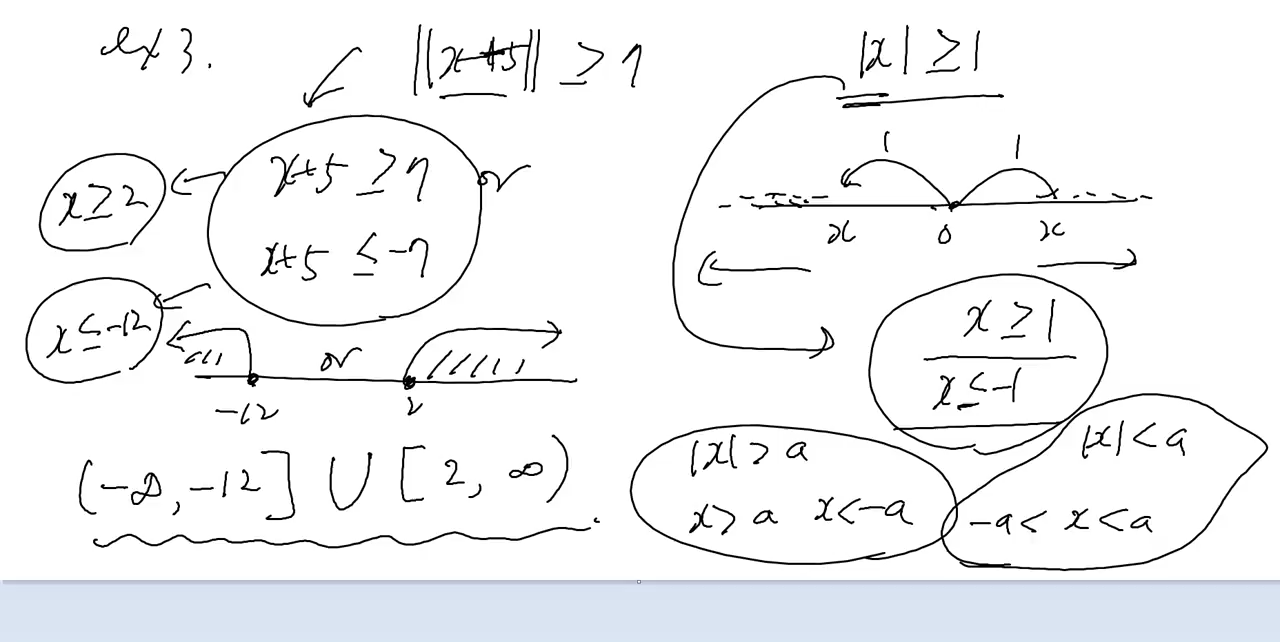 ex 3.
||x+5|| ≥ 7
x+5 ≥ 7 or
x+5 ≤ -7
x ≥ 2
x ≤ -12
or
-12 2
(-∞, -12] ∪ [2, ∞)
|x| ≥ 1
1 1
x 0 x
x ≥ 1
x ≤ -1
|x| > a
x > a x < -a
|x| < a
-a < x < a